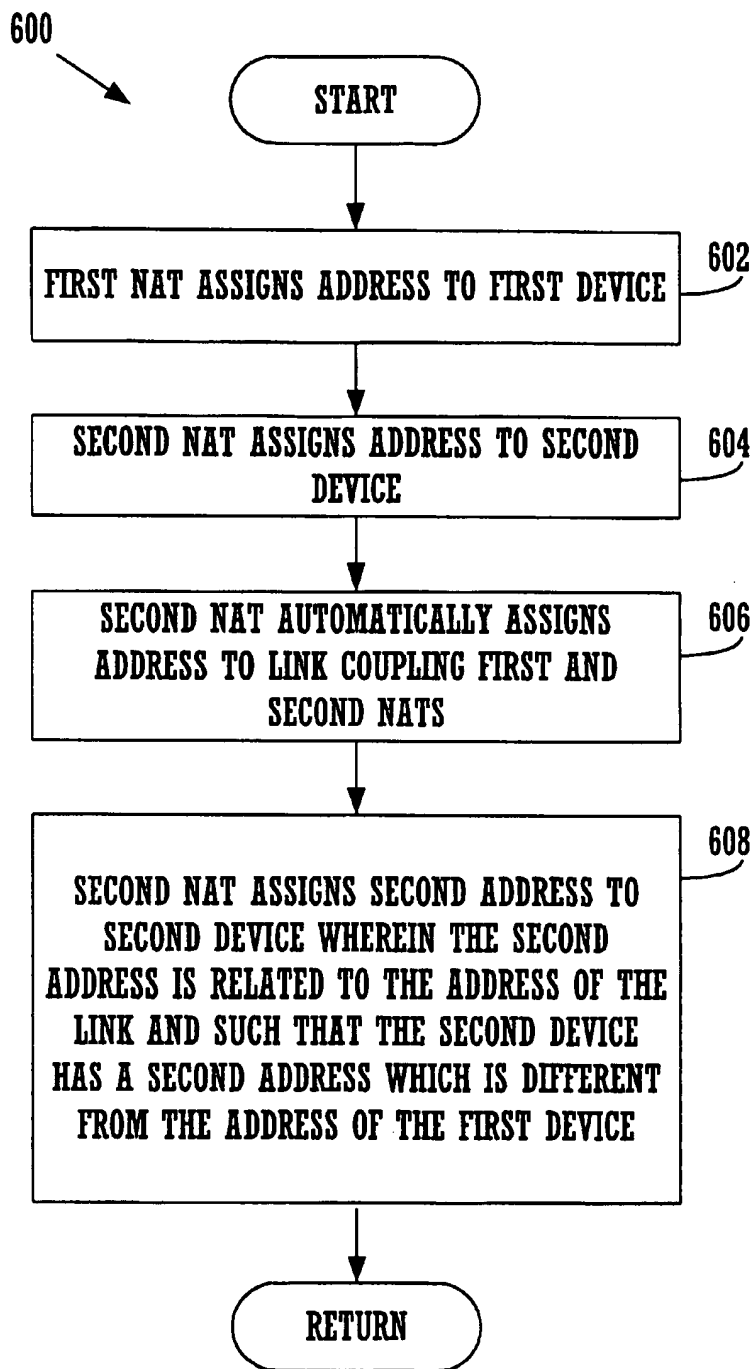 600
START
FIRST NAT ASSIGNS ADDRESS TO FIRST DEVICE
602
SECOND NAT ASSIGNS ADDRESS TO SECOND
DEVICE
604
SECOND NAT AUTOMATICALLY ASSIGNS
ADDRESS TO LINK COUPLING FIRST AND
SECOND NATS
606
SECOND NAT ASSIGNS SECOND ADDRESS TO
SECOND DEVICE WHEREIN THE SECOND
ADDRESS IS RELATED TO THE ADDRESS OF THE
LINK AND SUCH THAT THE SECOND DEVICE
HAS A SECOND ADDRESS WHICH IS DIFFERENT
FROM THE ADDRESS OF THE FIRST DEVICE
608
RETURN